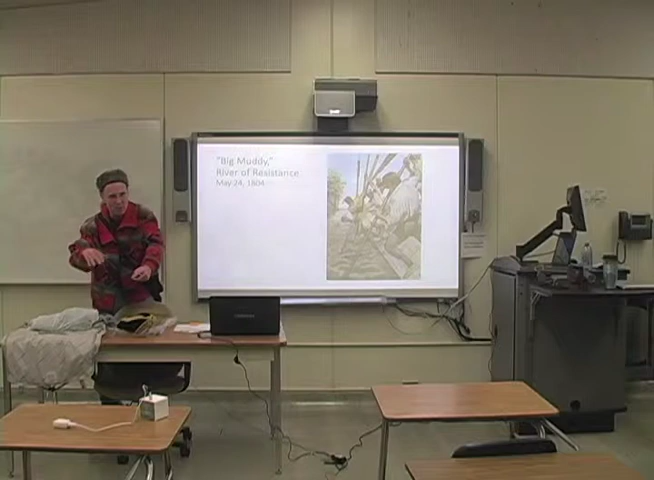 "Big Muddy,"
River of Resistance
May 24, 1804